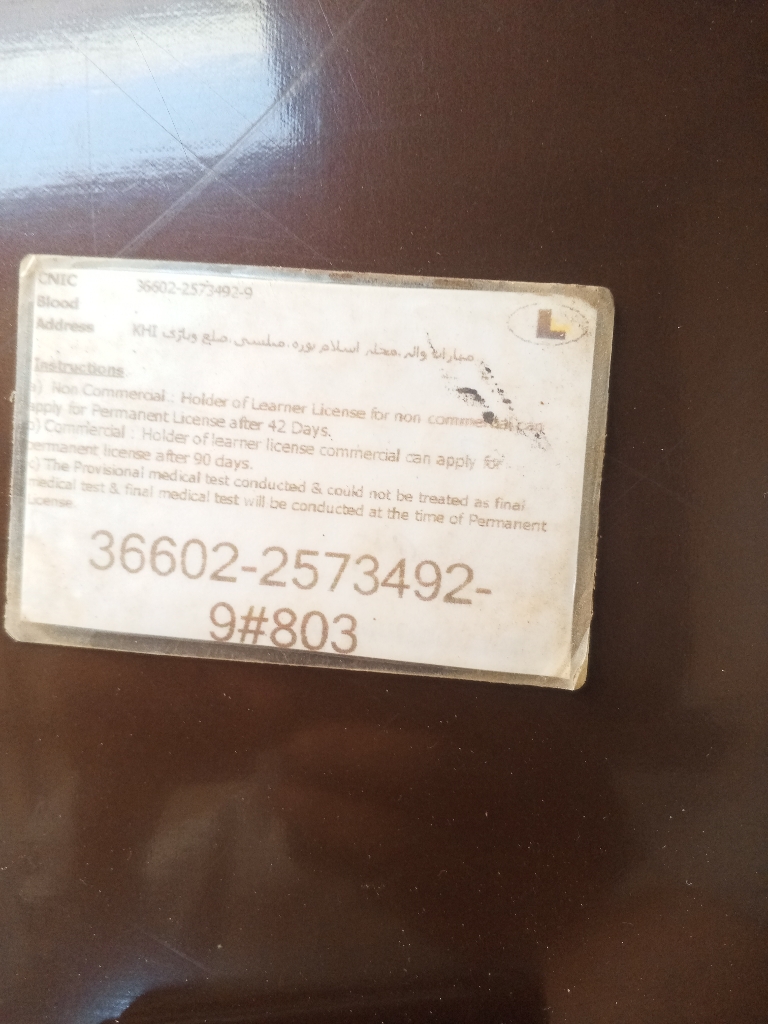 CNIC 36602-2573492-9
Blood
Address KHI والہ،محلہ اسلام پورہ،میلسی،ضلع وہاڑی
L
Instructions
a) Non Commercial : Holder of Learner License for non commercial can
apply for Permanent License after 42 Days.
b) Commercial : Holder of learner license commercial can apply for
permanent license after 90 days.
c) The Provisional medical test conducted & could not be treated as final
medical test & final medical test will be conducted at the time of Permanent
License.
36602-2573492-
9#803